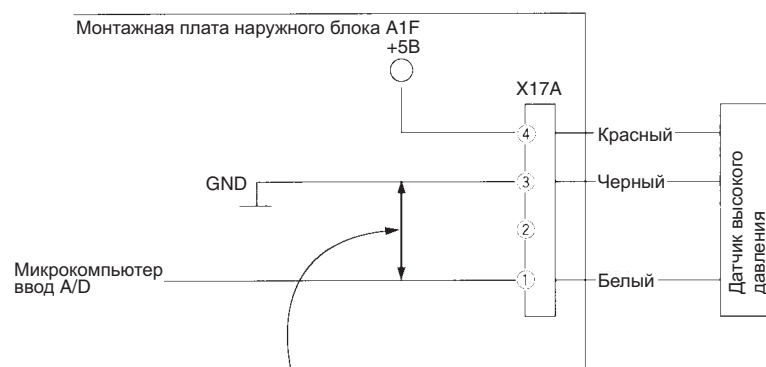 Монтажная плата наружного блока A1F
+5В
X17A
4
Красный
GND
3
Черный
2
Микрокомпьютер
ввод A/D
1
Белый
Датчик высокого
давления